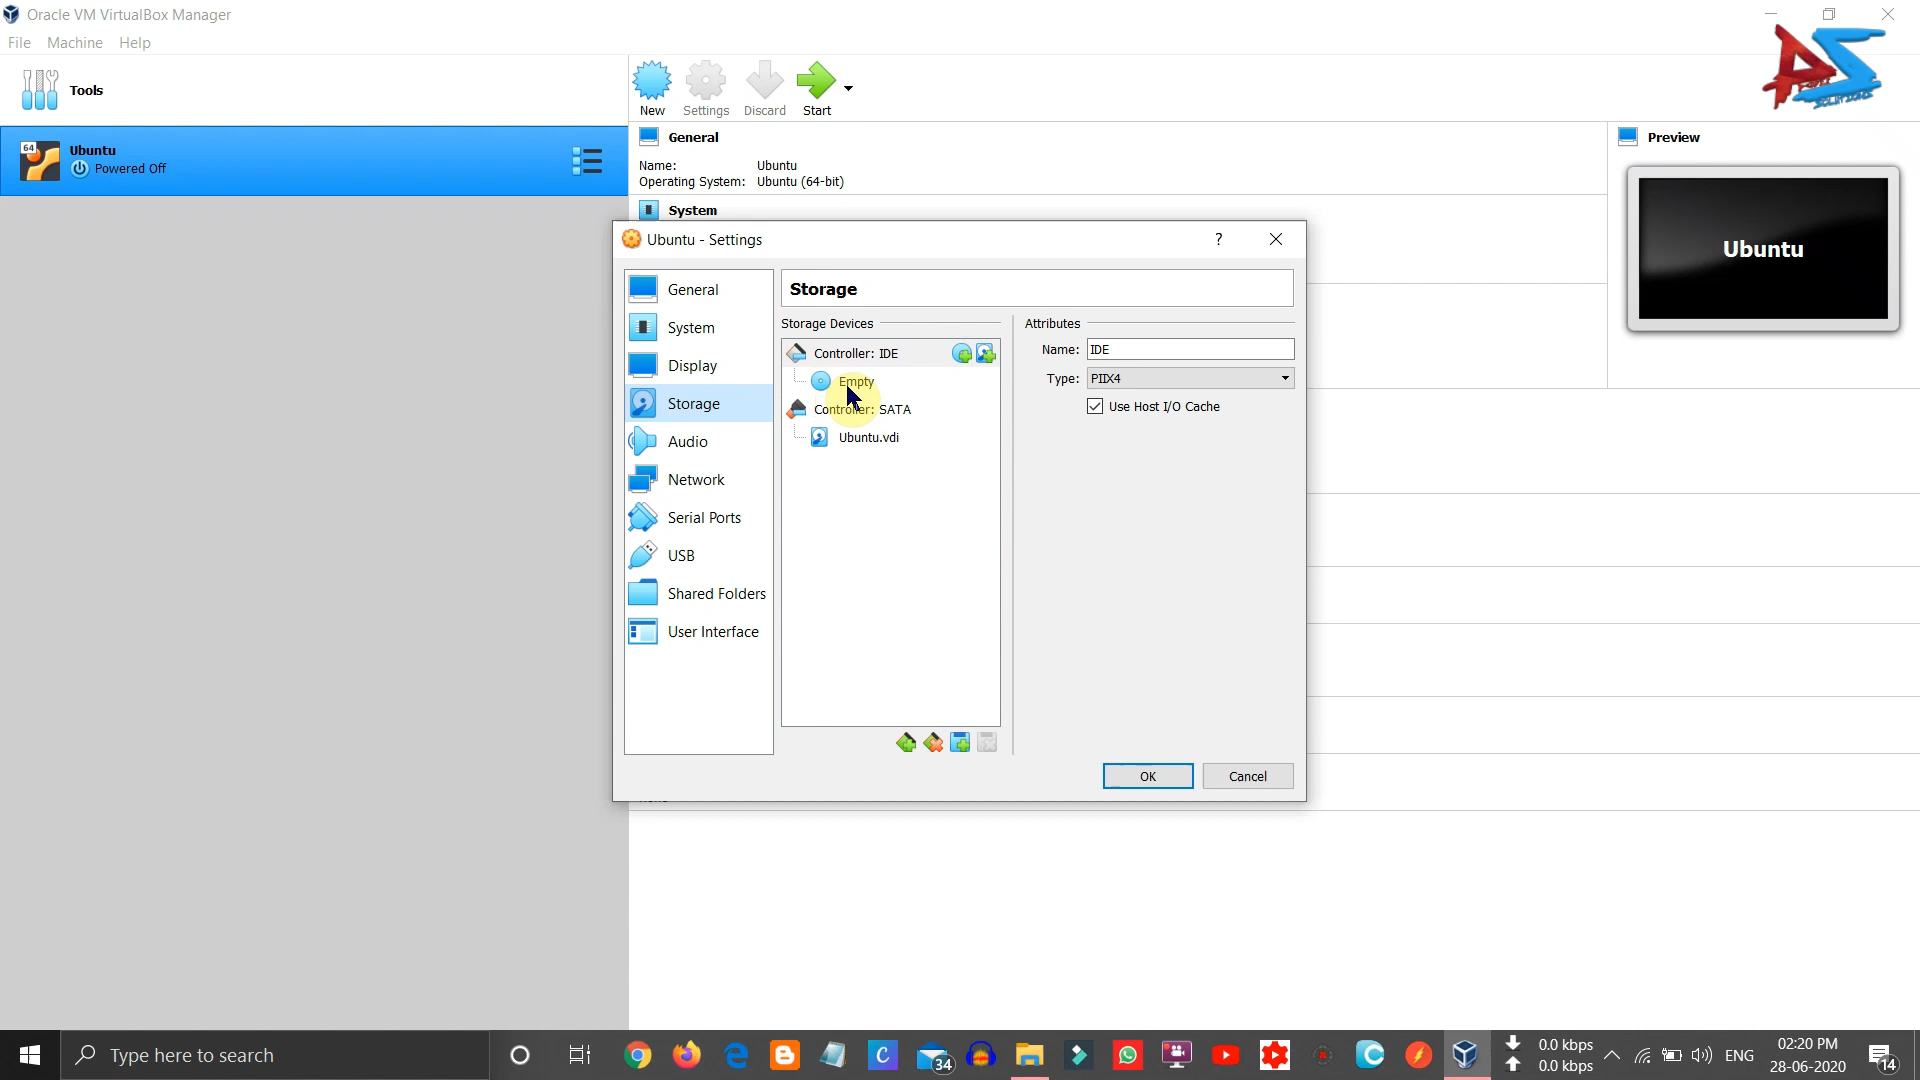 Oracle VM VirtualBox Manager
File Machine Help
Tools
New Settings Discard Start
64
Ubuntu
Powered Off
General
Name: Ubuntu
Operating System: Ubuntu (64-bit)
System
Preview
Ubuntu
SOLUTIONS
Ubuntu - Settings
?
General
System
Display
Storage
Audio
Network
Serial Ports
USB
Shared Folders
User Interface
Storage
Storage Devices
Controller: IDE
Empty
Controller: SATA
Ubuntu.vdi
Attributes
Name: IDE
Type: PIIX4
Use Host I/O Cache
OK
Cancel
Type here to search
34
0.0 kbps
0.0 kbps
ENG
02:20 PM
28-06-2020
14